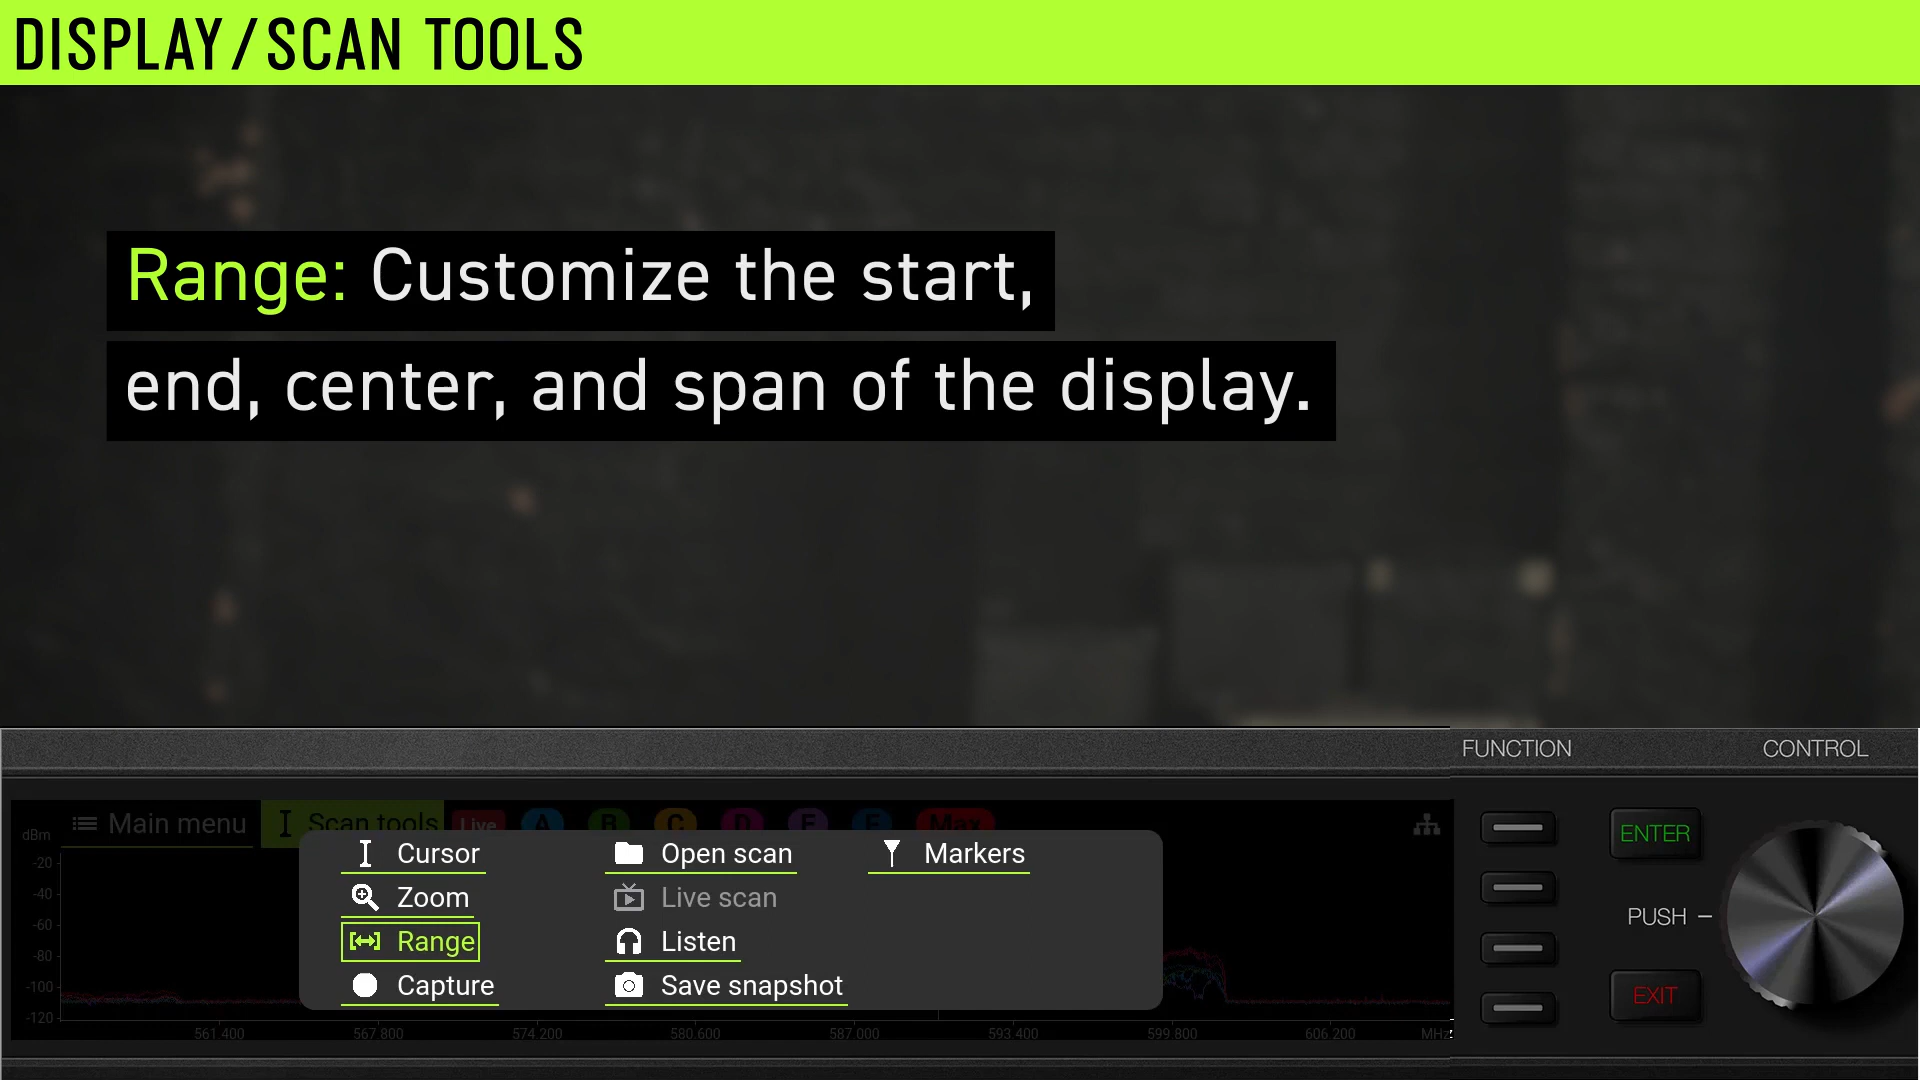 DISPLAY/SCAN TOOLS
Range: Customize the start,
end, center, and span of the display.
FUNCTION
CONTROL
Main menu
Scan tools
Live
A
B
C
D
E
F
Max
dBm
-20
-40
-60
-80
-100
-120
Cursor
Zoom
Range
Capture
Open scan
Live scan
Listen
Save snapshot
Markers
561.400
567.800
574.200
580.600
587.000
593.400
599.800
606.200
MHz
ENTER
PUSH –
EXIT